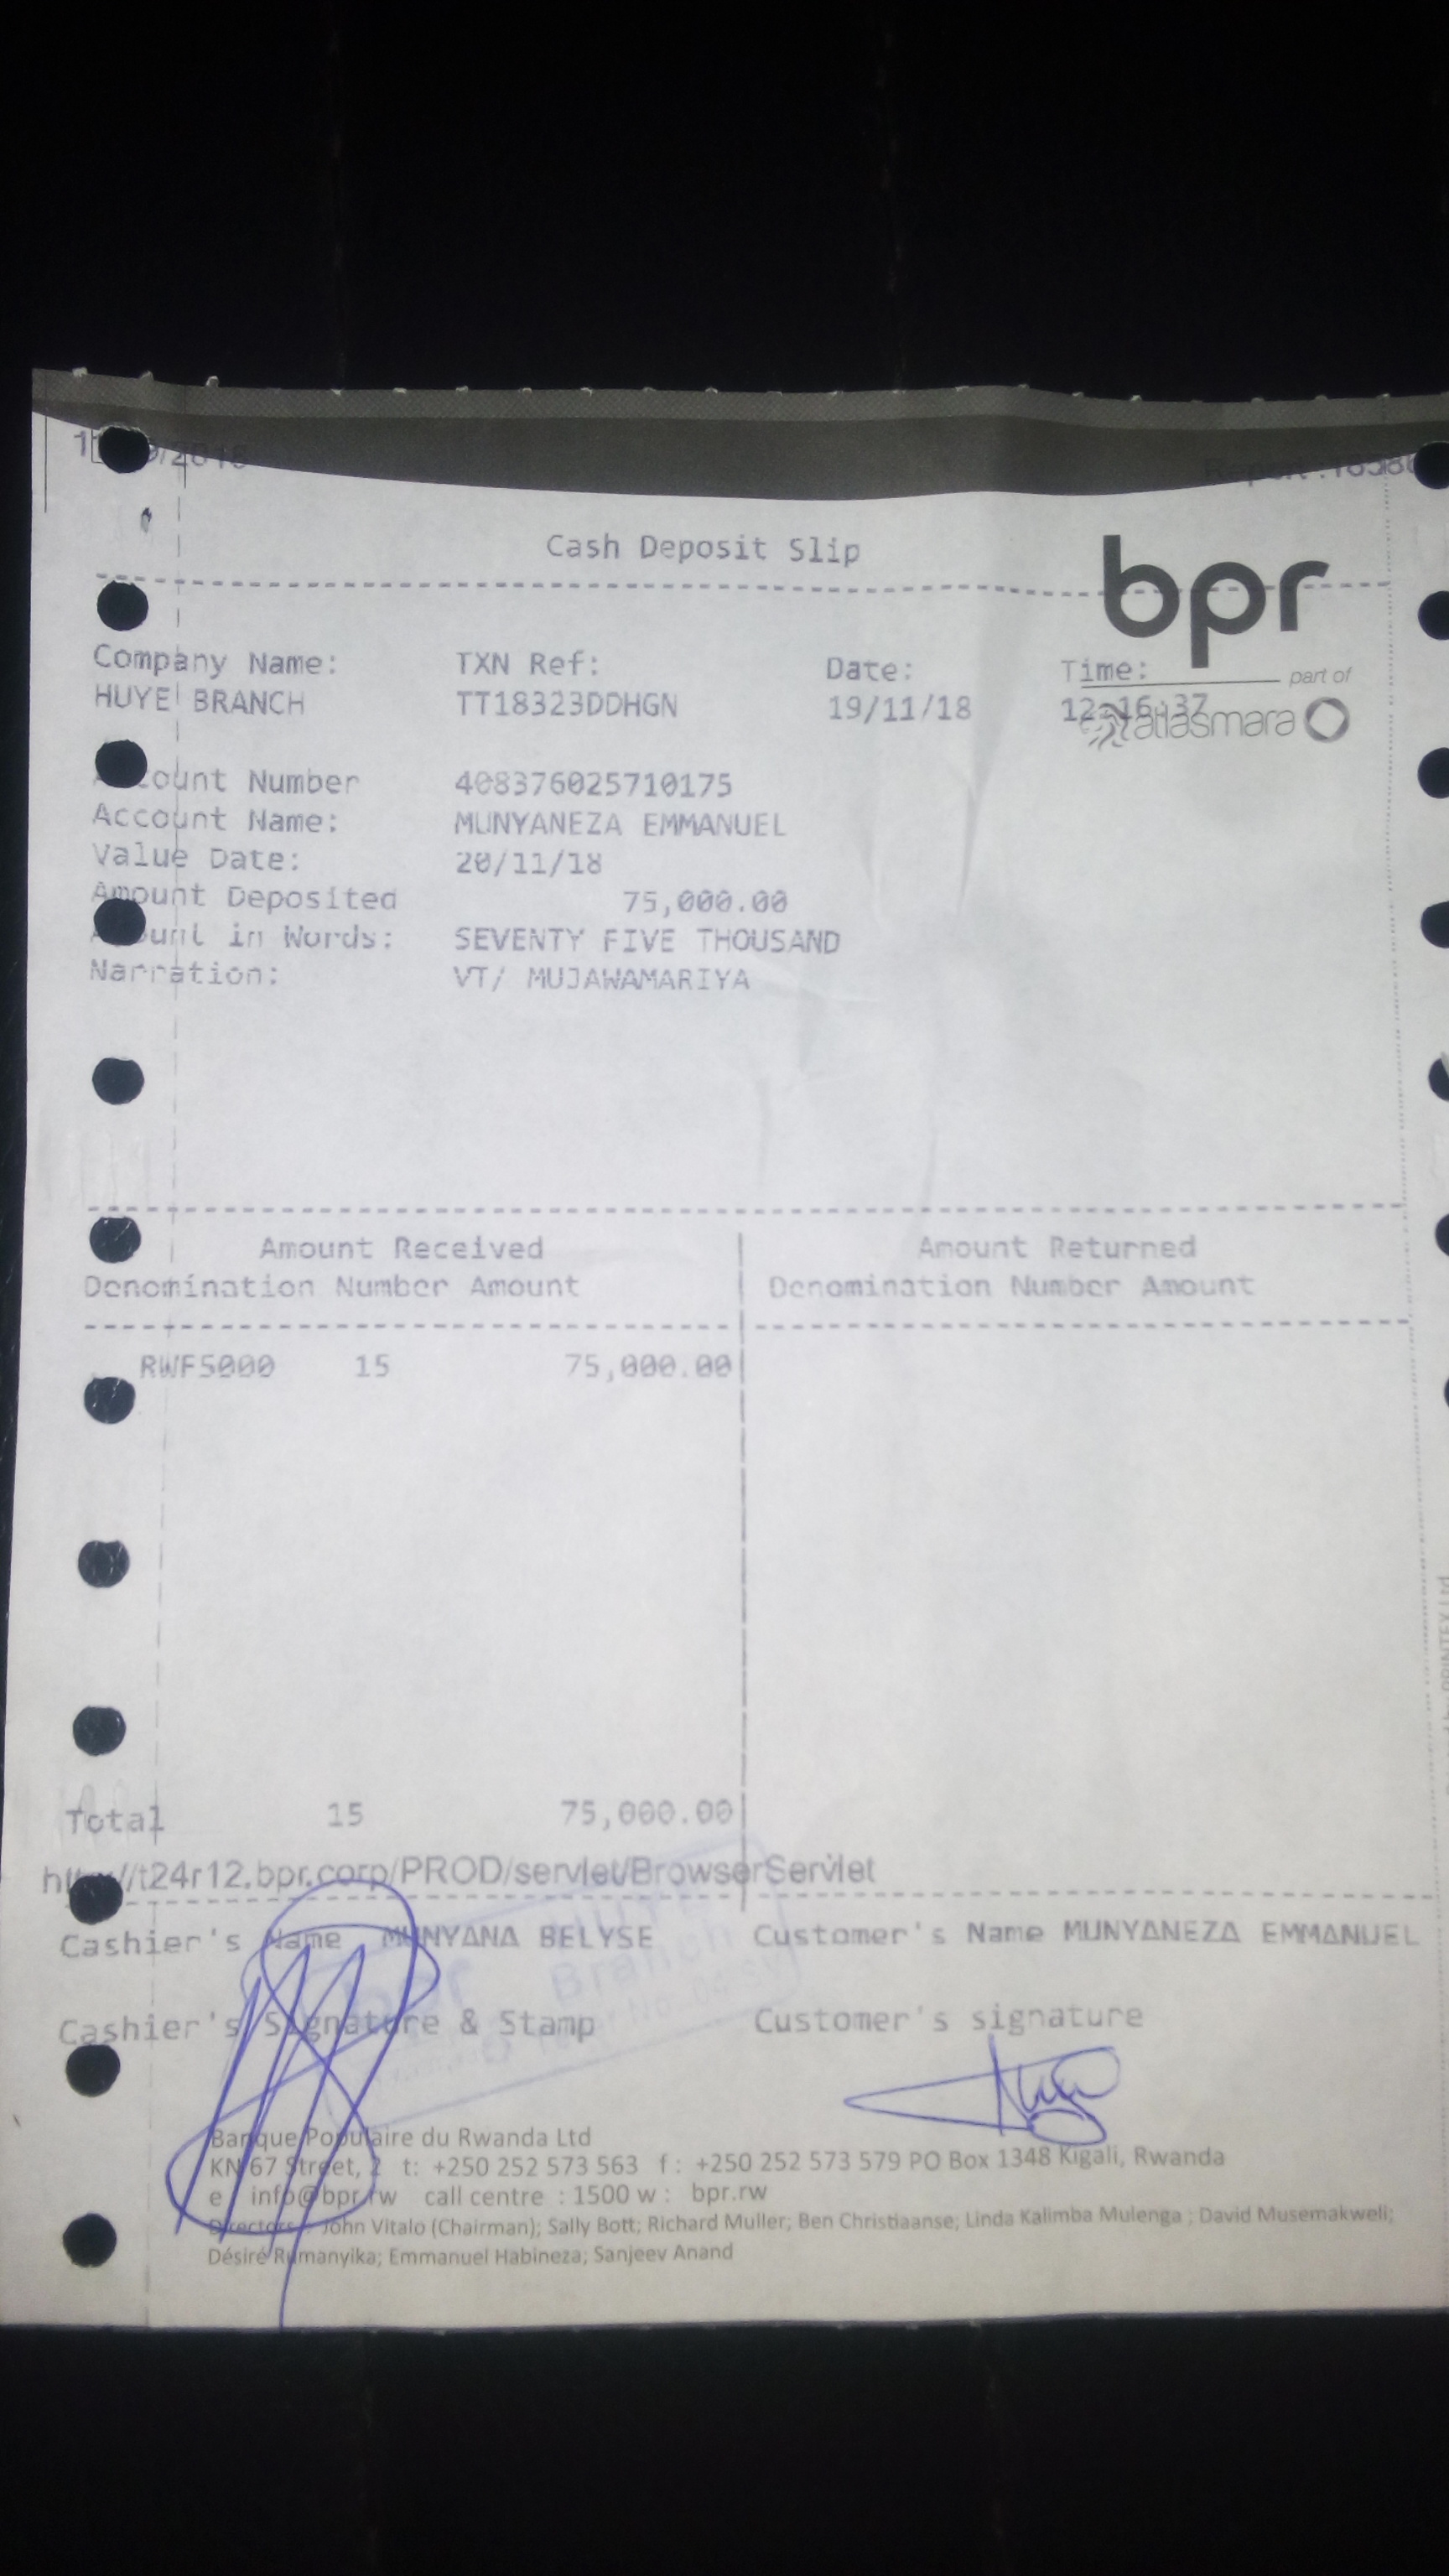 Cash Deposit Slip
bpr
part of
atlasmara
Company Name: TXN Ref: Date: Time:
HUYE BRANCH TT18323DDHGN 19/11/18 12:16:37
Account Number 408376025710175
Account Name: MUNYANEZA EMMANUEL
Value Date: 20/11/18
Amount Deposited 75,000.00
Amount in Words: SEVENTY FIVE THOUSAND
Narration: VT/ MUJAWAMARIYA
Amount Received Amount Returned
Denomination Number Amount Denomination Number Amount
RWF5000 15 75,000.00
Total 15 75,000.00
http://t24r12.bpr.corp/PROD/servlet/BrowserServlet
Cashier's Name MUNYANA BELYSE Customer's Name MUNYANEZA EMMANUEL
Cashier's Signature & Stamp Customer's signature
bpr Branch
Banque Populaire du Rwanda Ltd
KN 67 Street, 2 t: +250 252 573 563 f: +250 252 573 579 PO Box 1348 Kigali, Rwanda
e info@bpr.rw call centre : 1500 w : bpr.rw
Directors : John Vitalo (Chairman); Sally Bott; Richard Muller; Ben Christiaanse; Linda Kalimba Mulenga ; David Musemakweli;
Désiré Rumanyika; Emmanuel Habineza; Sanjeev Anand